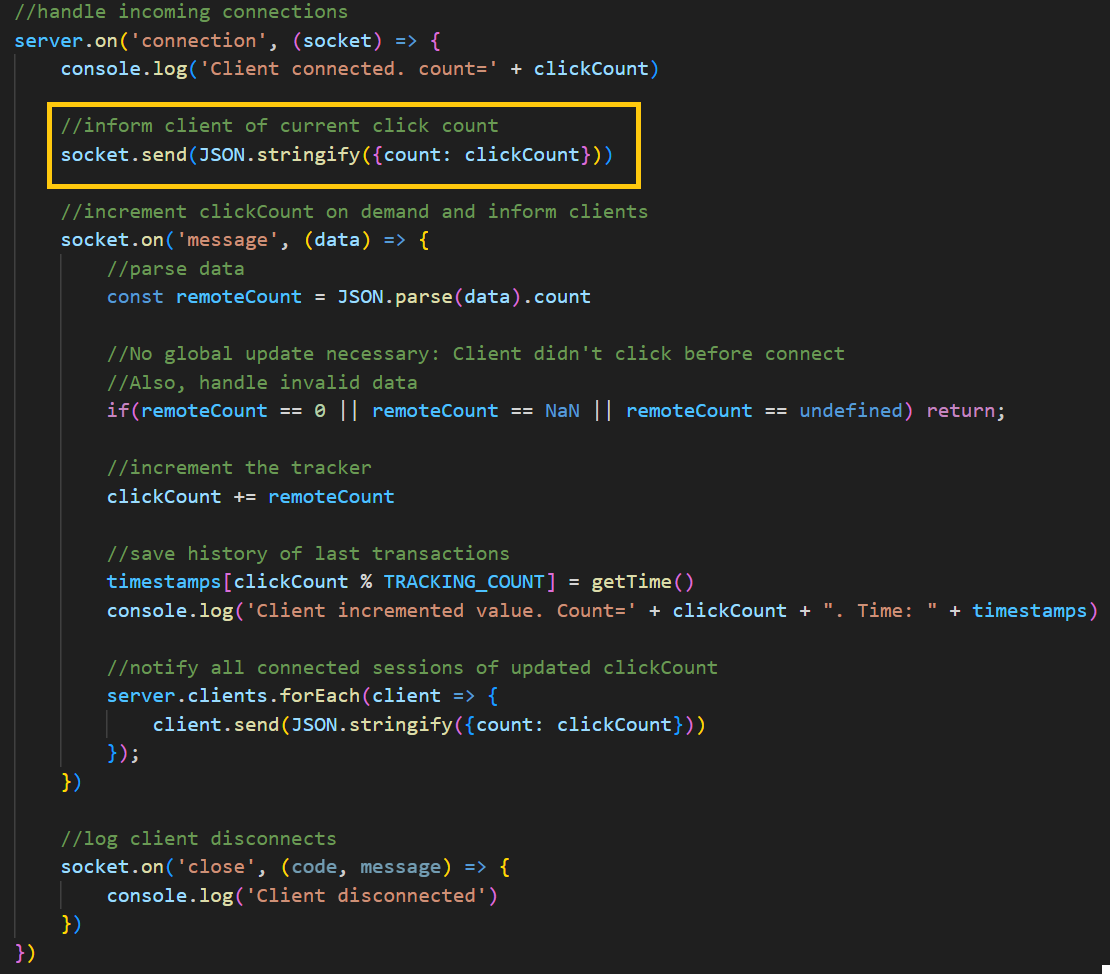 //handle incoming connections
server.on('connection', (socket) => {
    console.log('Client connected. count=' + clickCount)
    //inform client of current click count
    socket.send(JSON.stringify({count: clickCount}))
    //increment clickCount on demand and inform clients
    socket.on('message', (data) => {
        //parse data
        const remoteCount = JSON.parse(data).count
        //No global update necessary: Client didn't click before connect
        //Also, handle invalid data
        if(remoteCount == 0 || remoteCount == NaN || remoteCount == undefined) return;
        //increment the tracker
        clickCount += remoteCount
        //save history of last transactions
        timestamps[clickCount % TRACKING_COUNT] = getTime()
        console.log('Client incremented value. Count=' + clickCount + ". Time: " + timestamps)
        //notify all connected sessions of updated clickCount
        server.clients.forEach(client => {
            client.send(JSON.stringify({count: clickCount}))
        });
    })
    //log client disconnects
    socket.on('close', (code, message) => {
        console.log('Client disconnected')
    })
})